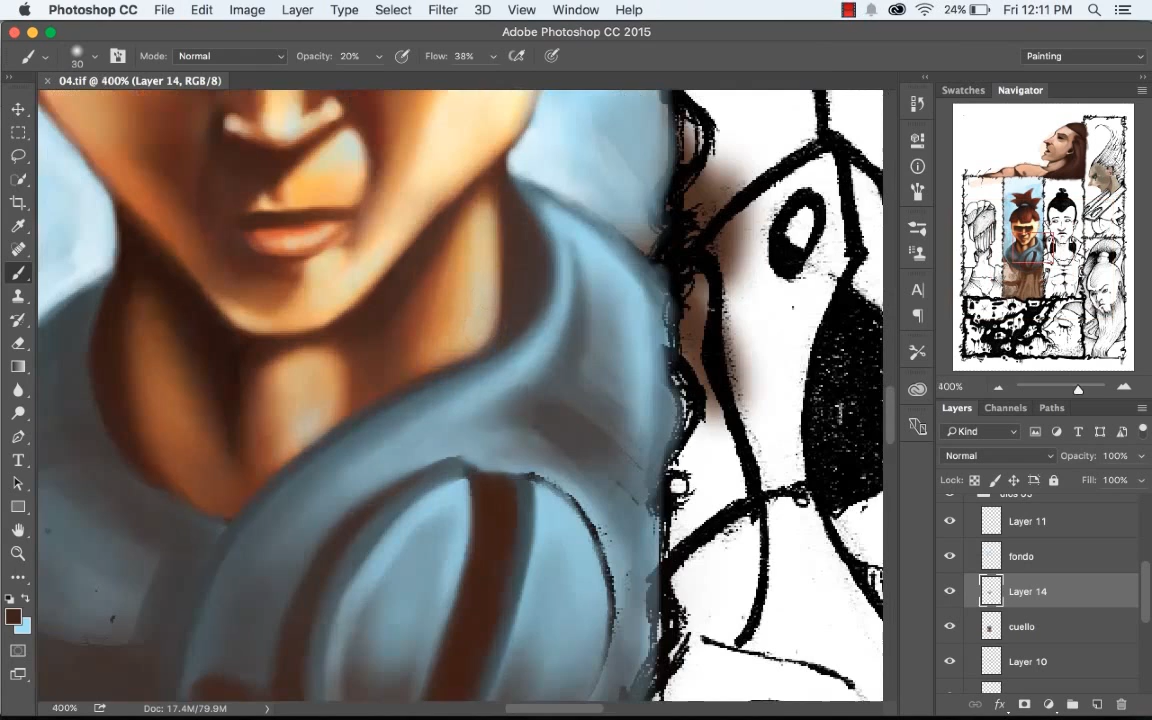 Photoshop CC File Edit Image Layer Type Select Filter 3D View Window Help 24% Fri 12:11 PM
Adobe Photoshop CC 2015
30 Mode: Normal Opacity: 20% Flow: 38% Painting
× 04.tif @ 400% (Layer 14, RGB/8)
Swatches Navigator
400%
Layers Channels Paths
Kind
Normal Opacity: 100%
Lock: Fill: 100%
Layer 11
fondo
Layer 14
cuello
Layer 10
400% Doc: 17.4M/79.9M